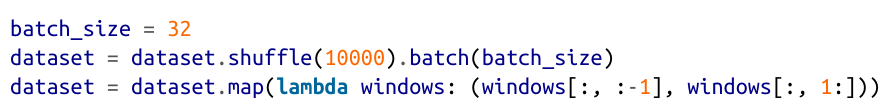 batch_size = 32
dataset = dataset.shuffle(10000).batch(batch_size)
dataset = dataset.map(lambda windows: (windows[:, :-1], windows[:, 1:]))